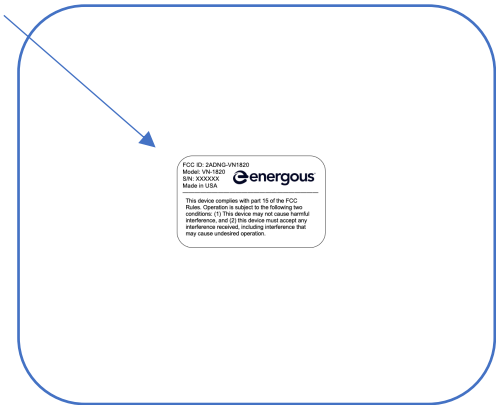 FCC ID: 2ADNG-VN1820
Model: VN-1820
S/N: XXXXXX
Made in USA
energous
This device complies with part 15 of the FCC
Rules. Operation is subject to the following two
conditions: (1) This device may not cause harmful
interference, and (2) this device must accept any
interference received, including interference that
may cause undesired operation.